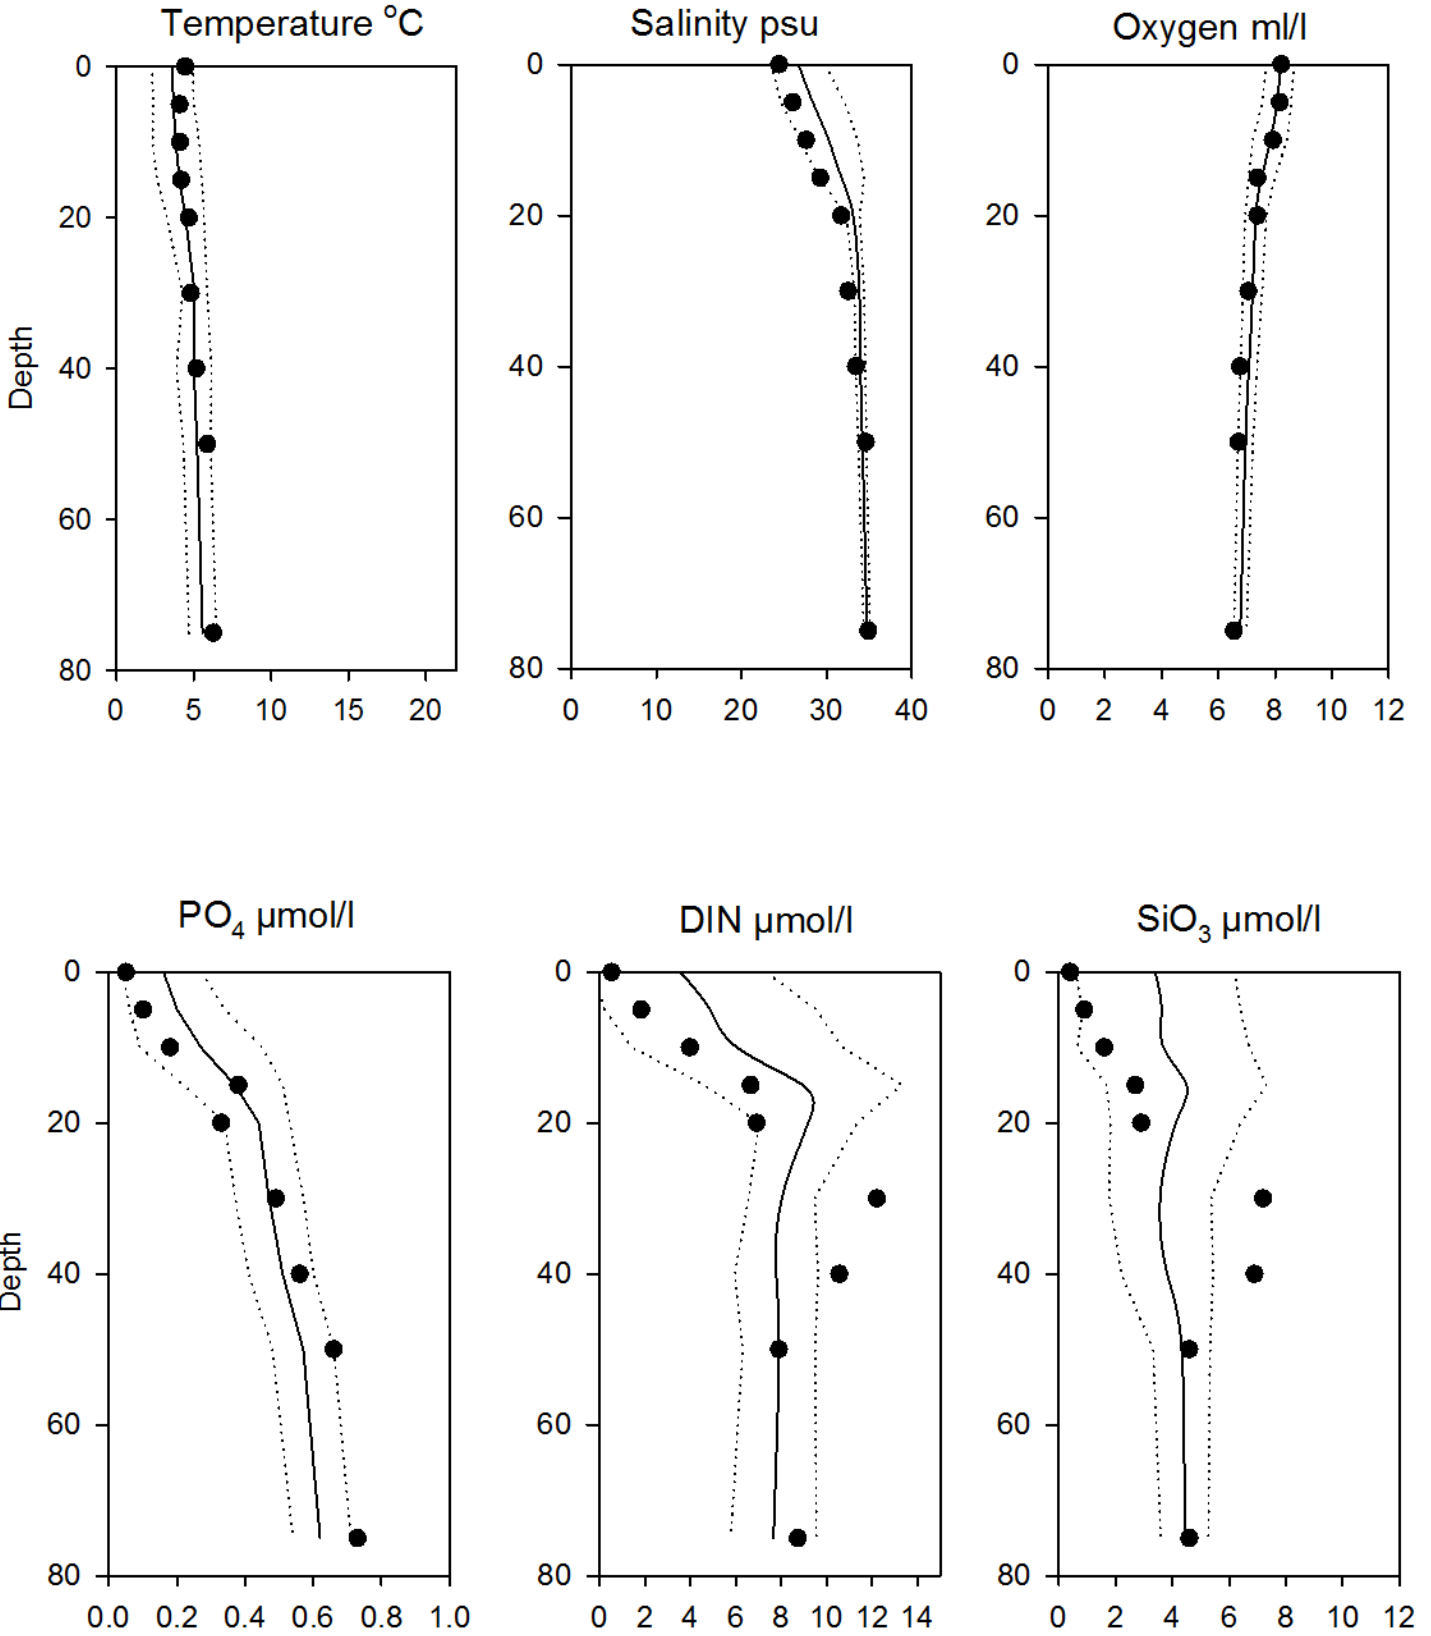 Temperature °C
Salinity psu
Oxygen ml/l
0
20
40
60
80
Depth
0 5 10 15 20
0
20
40
60
80
0 10 20 30 40
0
20
40
60
80
0 2 4 6 8 10 12
PO4 µmol/l
DIN µmol/l
SiO3 µmol/l
0
20
40
60
80
Depth
0.0 0.2 0.4 0.6 0.8 1.0
0
20
40
60
80
0 2 4 6 8 10 12 14
0
20
40
60
80
0 2 4 6 8 10 12